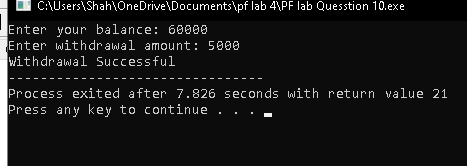 C:\Users\Shah\OneDrive\Documents\pf lab 4\PF lab Quesstion 10.exe
Enter your balance: 60000
Enter withdrawal amount: 5000
Withdrawal Successful
--------------------------------
Process exited after 7.826 seconds with return value 21
Press any key to continue . . .